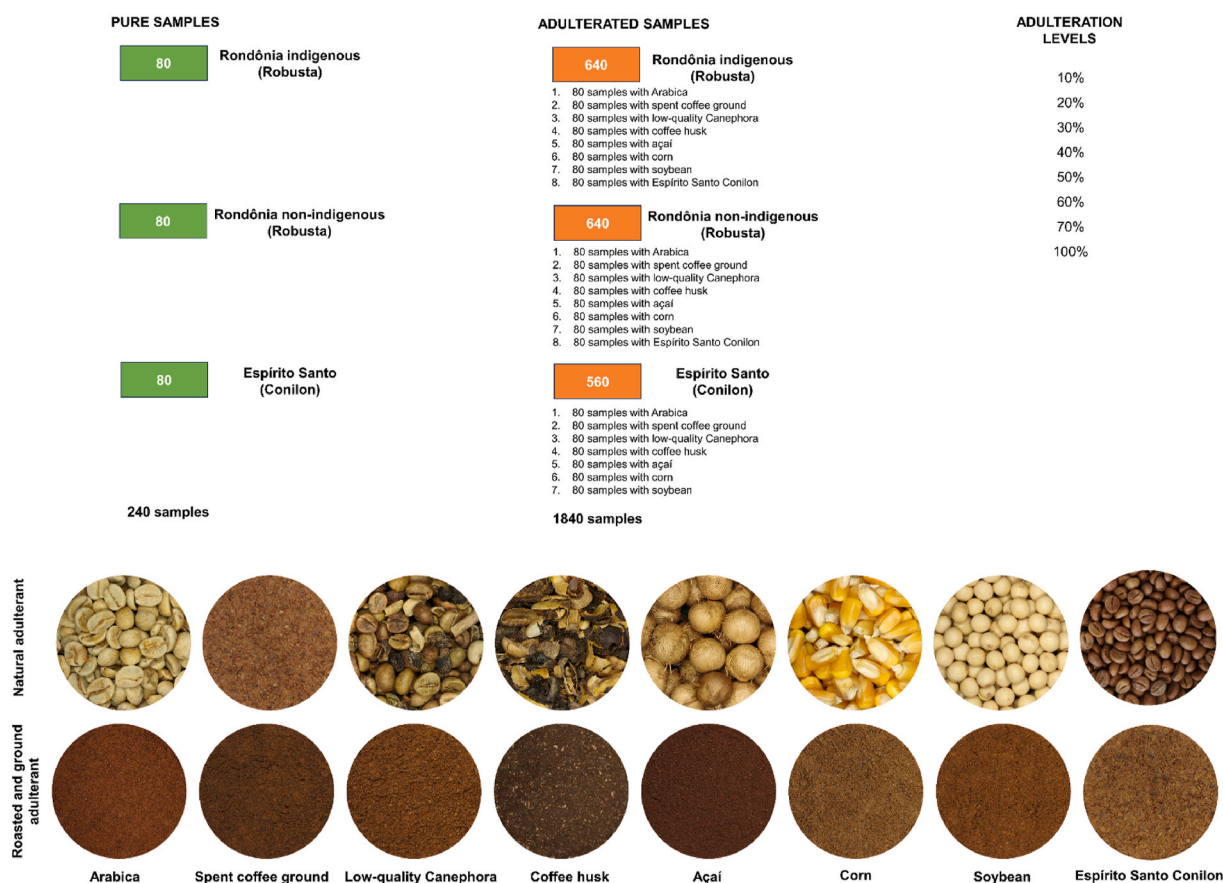 PURE SAMPLES
80
Rondônia indigenous
(Robusta)
80
Rondônia non-indigenous
(Robusta)
80
Espírito Santo
(Conilon)
240 samples
ADULTERATED SAMPLES
640
Rondônia indigenous
(Robusta)
1. 80 samples with Arabica
2. 80 samples with spent coffee ground
3. 80 samples with low-quality Canephora
4. 80 samples with coffee husk
5. 80 samples with açaí
6. 80 samples with corn
7. 80 samples with soybean
8. 80 samples with Espírito Santo Conilon
640
Rondônia non-indigenous
(Robusta)
1. 80 samples with Arabica
2. 80 samples with spent coffee ground
3. 80 samples with low-quality Canephora
4. 80 samples with coffee husk
5. 80 samples with açaí
6. 80 samples with corn
7. 80 samples with soybean
8. 80 samples with Espírito Santo Conilon
560
Espírito Santo
(Conilon)
1. 80 samples with Arabica
2. 80 samples with spent coffee ground
3. 80 samples with low-quality Canephora
4. 80 samples with coffee husk
5. 80 samples with açaí
6. 80 samples with corn
7. 80 samples with soybean
1840 samples
ADULTERATION
LEVELS
10%
20%
30%
40%
50%
60%
70%
100%
Natural adulterant
Roasted and ground
adulterant
Arabica
Spent coffee ground
Low-quality Canephora
Coffee husk
Açaí
Corn
Soybean
Espírito Santo Conilon